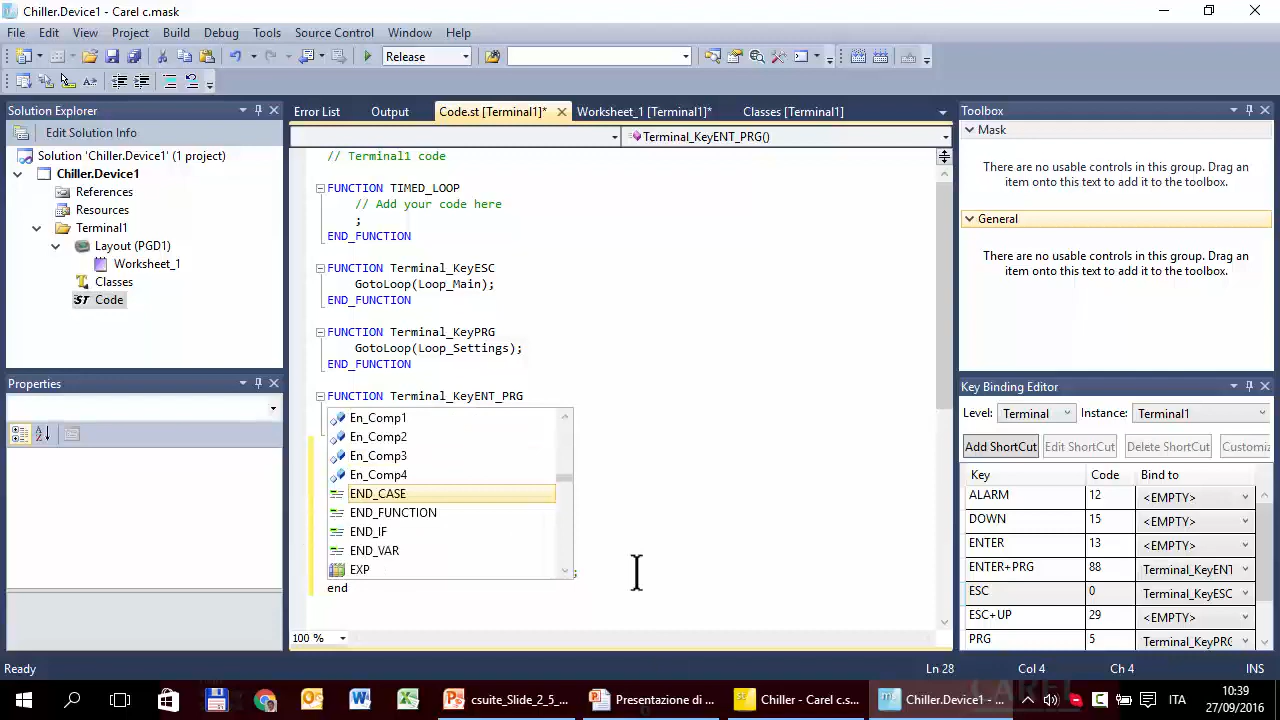 Chiller.Device1 - Carel c.mask
File Edit View Project Build Debug Tools Source Control Window Help
Release
Solution Explorer
Edit Solution Info
Solution 'Chiller.Device1' (1 project)
Chiller.Device1
References
Resources
Terminal1
Layout (PGD1)
Worksheet_1
Classes
ST Code
Properties
Error List Output Code.st [Terminal1]* Worksheet_1 [Terminal1]* Classes [Terminal1]
Terminal_KeyENT_PRG()
// Terminal1 code
FUNCTION TIMED_LOOP
// Add your code here
;
END_FUNCTION
FUNCTION Terminal_KeyESC
GotoLoop(Loop_Main);
END_FUNCTION
FUNCTION Terminal_KeyPRG
GotoLoop(Loop_Settings);
END_FUNCTION
FUNCTION Terminal_KeyENT_PRG
En_Comp1
En_Comp2
En_Comp3
En_Comp4
END_CASE
END_FUNCTION
END_IF
END_VAR
EXP
;
end
100 %
Toolbox
Mask
There are no usable controls in this group. Drag an
item onto this text to add it to the toolbox.
General
There are no usable controls in this group. Drag an
item onto this text to add it to the toolbox.
Key Binding Editor
Level: Terminal Instance: Terminal1
Add ShortCut Edit ShortCut Delete ShortCut Customiz
Key Code Bind to
ALARM 12 <EMPTY>
DOWN 15 <EMPTY>
ENTER 13 <EMPTY>
ENTER+PRG 88 Terminal_KeyENT
ESC 0 Terminal_KeyESC
ESC+UP 29 <EMPTY>
PRG 5 Terminal_KeyPRG
Ready Ln 28 Col 4 Ch 4 INS
csuite_Slide_2_5_... Presentazione di ... Chiller - Carel c.s... Chiller.Device1 - ... CAREL ITA 10:39
27/09/2016